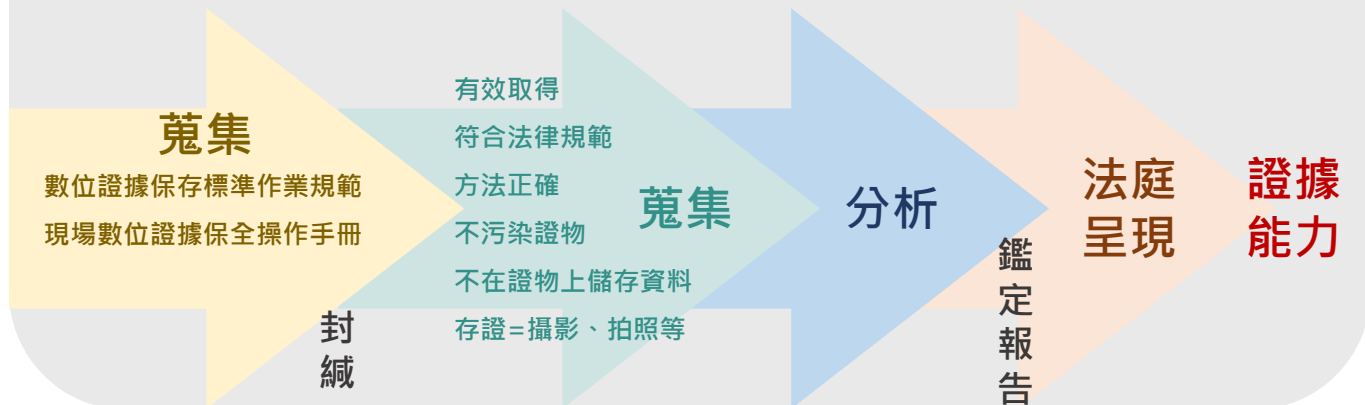 蒐集
數位證據保存標準作業規範
現場數位證據保全操作手冊
封緘
有效取得
符合法律規範
方法正確
不污染證物
不在證物上儲存資料
存證=攝影、拍照等
蒐集
分析
鑑定報告
法庭
呈現
證據
能力